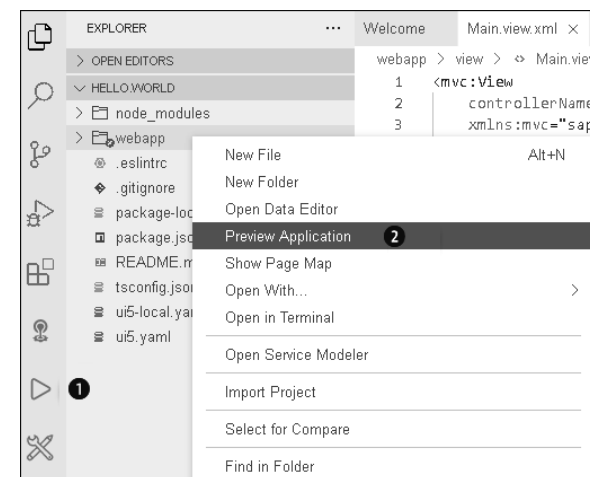 EXPLORER ...
Welcome
Main.view.xml ×
> OPEN EDITORS
webapp > view > Main.vie
HELLO.WORLD
> node_modules
> webapp
.eslintrc
.gitignore
package-loc
package.jso
README.m
tsconfig.jso
ui5-local.ya
ui5.yaml
1 <mvc:View
2 controllerName
3 xmlns:mvc="sap
New File Alt+N
New Folder
Open Data Editor
Preview Application 2
Show Page Map
Open With... >
Open in Terminal
Open Service Modeler
Import Project
Select for Compare
Find in Folder
1